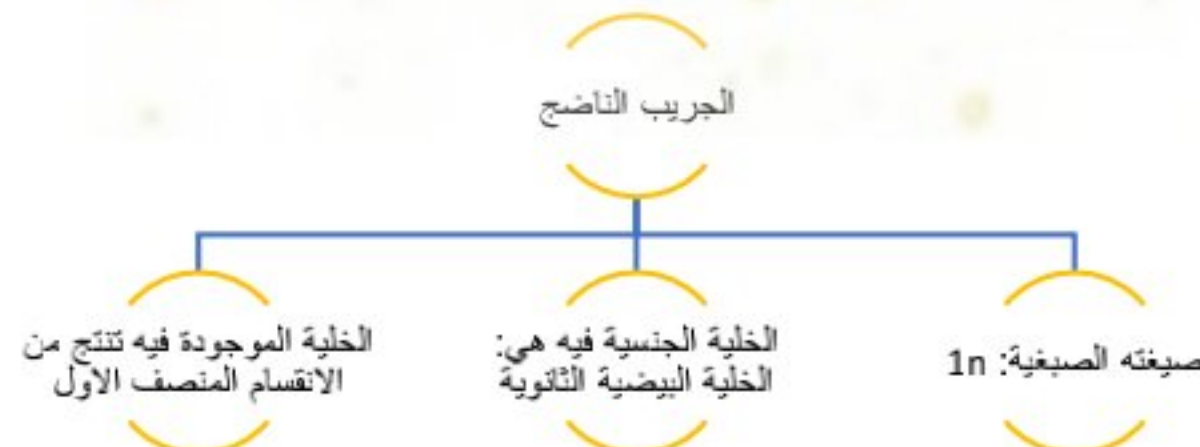 الجريب الناضج
صيغته الصبغية: 1n
الخلية الجنسية فيه هي:
الخلية البيضية الثانوية
الخلية الموجودة فيه تنتج من
الانقسام المنصف الاول